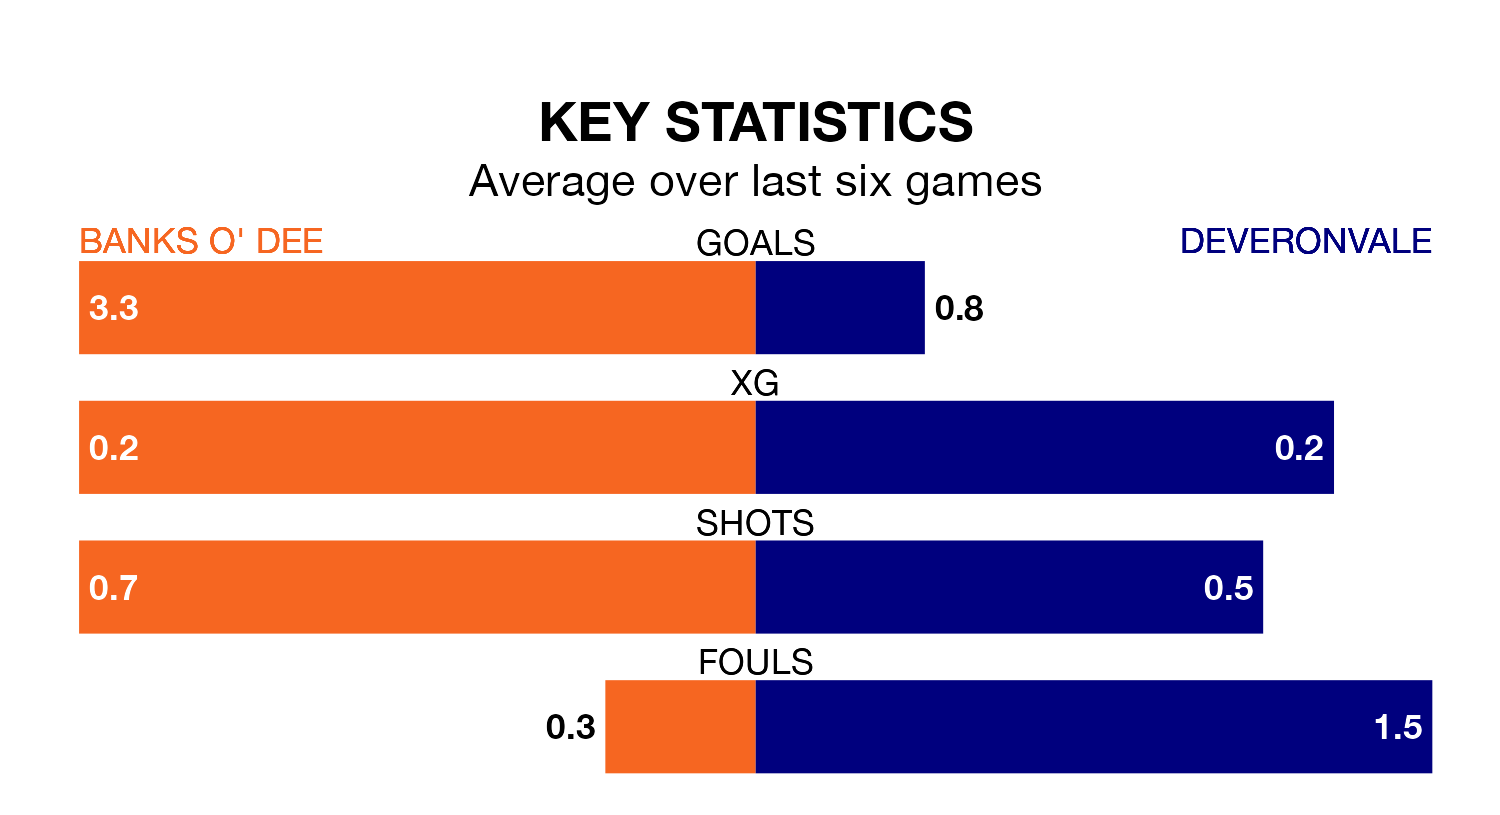 KEY STATISTICS
Average over last six games
BANKS O' DEE
GOALS
DEVERONVALE
3.3
0.8
XG
0.2
0.2
SHOTS
0.7
0.5
FOULS
0.3
1.5